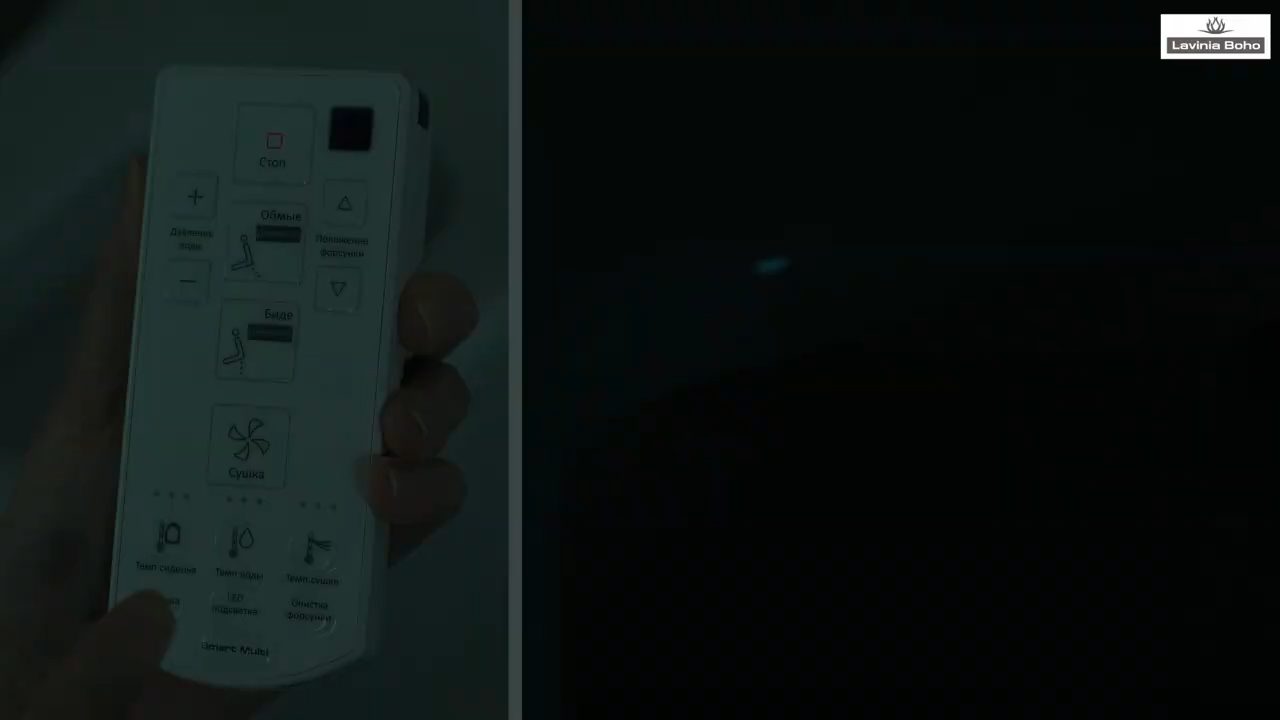 Lavinia Boho
Стоп
+
Обмыв
Давление
воды
Положение
форсунки
−
Биде
Сушка
Темп.сидения
Темп.воды
Темп.сушки
LED
подсветка
Очистка
форсунки
Smart Multi